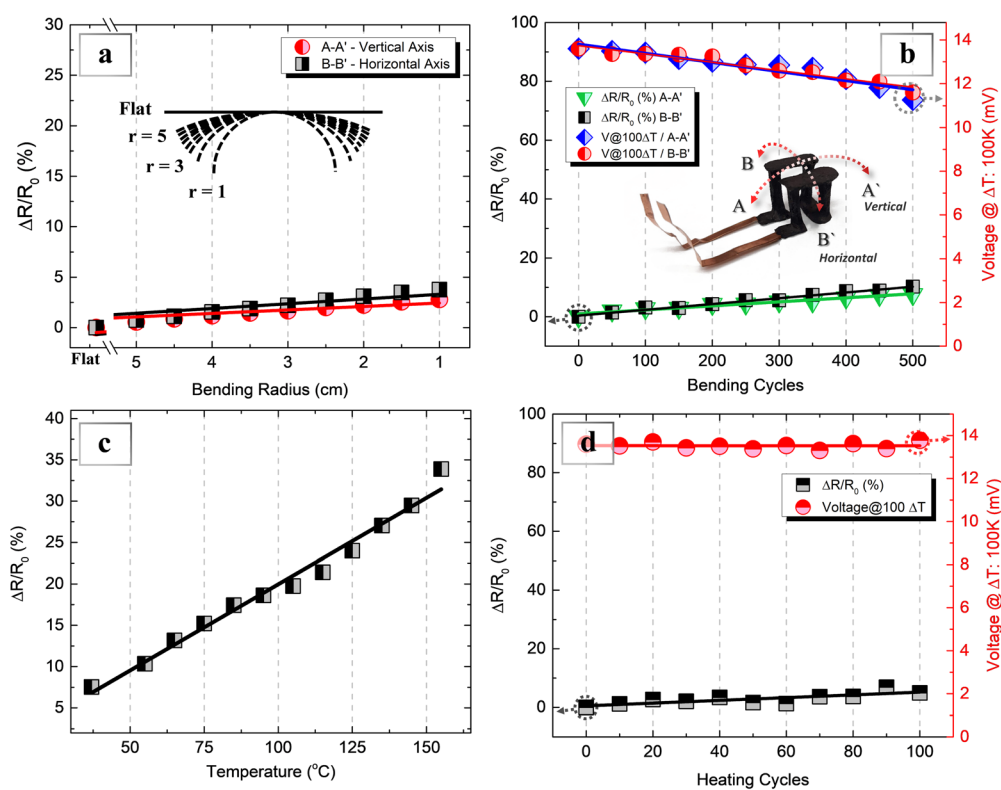 a
A-A' - Vertical Axis
B-B' - Horizontal Axis
Flat
r = 5
r = 3
r = 1
ΔR/R0 (%)
30
25
20
15
10
5
0
Flat
5
4
3
2
1
Bending Radius (cm)
b
ΔR/R0 (%) A-A'
ΔR/R0 (%) B-B'
V@100ΔT / A-A'
V@100ΔT / B-B'
B
A
A`
Vertical
B`
Horizontal
ΔR/R0 (%)
100
80
60
40
20
0
0
100
200
300
400
500
Bending Cycles
14
12
10
8
6
4
2
0
Voltage @ ΔT: 100K (mV)
c
ΔR/R0 (%)
40
35
30
25
20
15
10
5
50
75
100
125
150
Temperature (oC)
d
ΔR/R0 (%)
Voltage@100 ΔT
ΔR/R0 (%)
100
80
60
40
20
0
0
20
40
60
80
100
Heating Cycles
14
12
10
8
6
4
2
0
Voltage @ ΔT: 100K (mV)